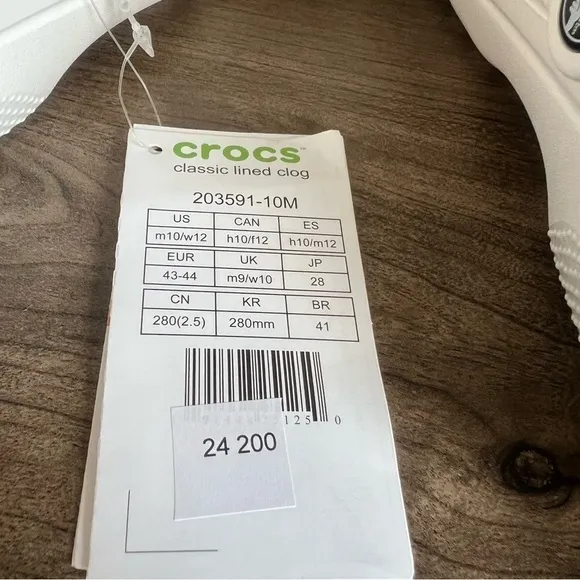 crocs™
classic lined clog
203591-10M
US CAN ES
m10/w12 h10/f12 h10/m12
EUR UK JP
43-44 m9/w10 28
CN KR BR
280(2.5) 280mm 41
125 0
24 200